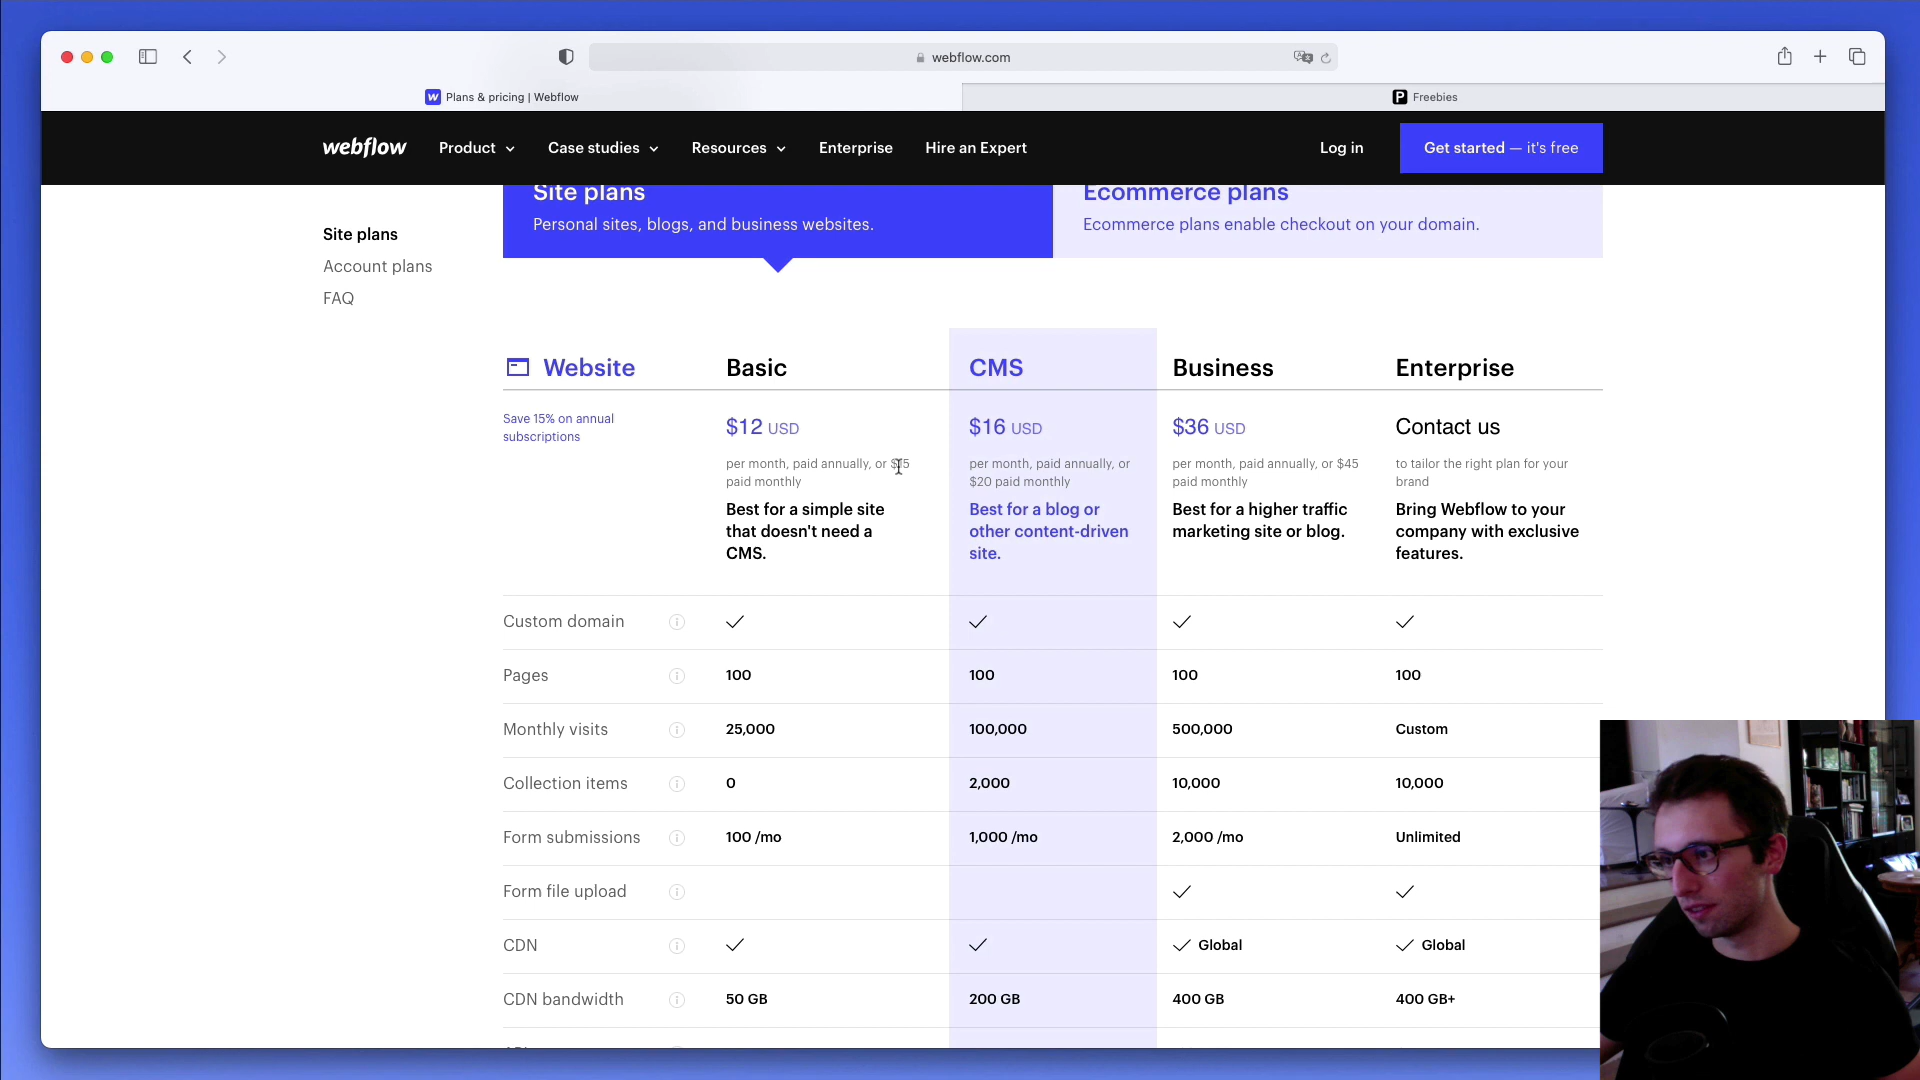 webflow.com
Plans & pricing | Webflow
Freebies
webflow
Product
Case studies
Resources
Enterprise
Hire an Expert
Log in
Get started — it's free
Site plans
Account plans
FAQ
Site plans
Personal sites, blogs, and business websites.
Ecommerce plans
Ecommerce plans enable checkout on your domain.
Website
Basic
CMS
Business
Enterprise
Save 15% on annual
subscriptions
$12 USD
per month, paid annually, or $15
paid monthly
Best for a simple site
that doesn't need a
CMS.
$16 USD
per month, paid annually, or
$20 paid monthly
Best for a blog or
other content-driven
site.
$36 USD
per month, paid annually, or $45
paid monthly
Best for a higher traffic
marketing site or blog.
Contact us
to tailor the right plan for your
brand
Bring Webflow to your
company with exclusive
features.
Custom domain
Pages 100 100 100 100
Monthly visits 25,000 100,000 500,000 Custom
Collection items 0 2,000 10,000 10,000
Form submissions 100 /mo 1,000 /mo 2,000 /mo Unlimited
Form file upload
CDN Global Global
CDN bandwidth 50 GB 200 GB 400 GB 400 GB+